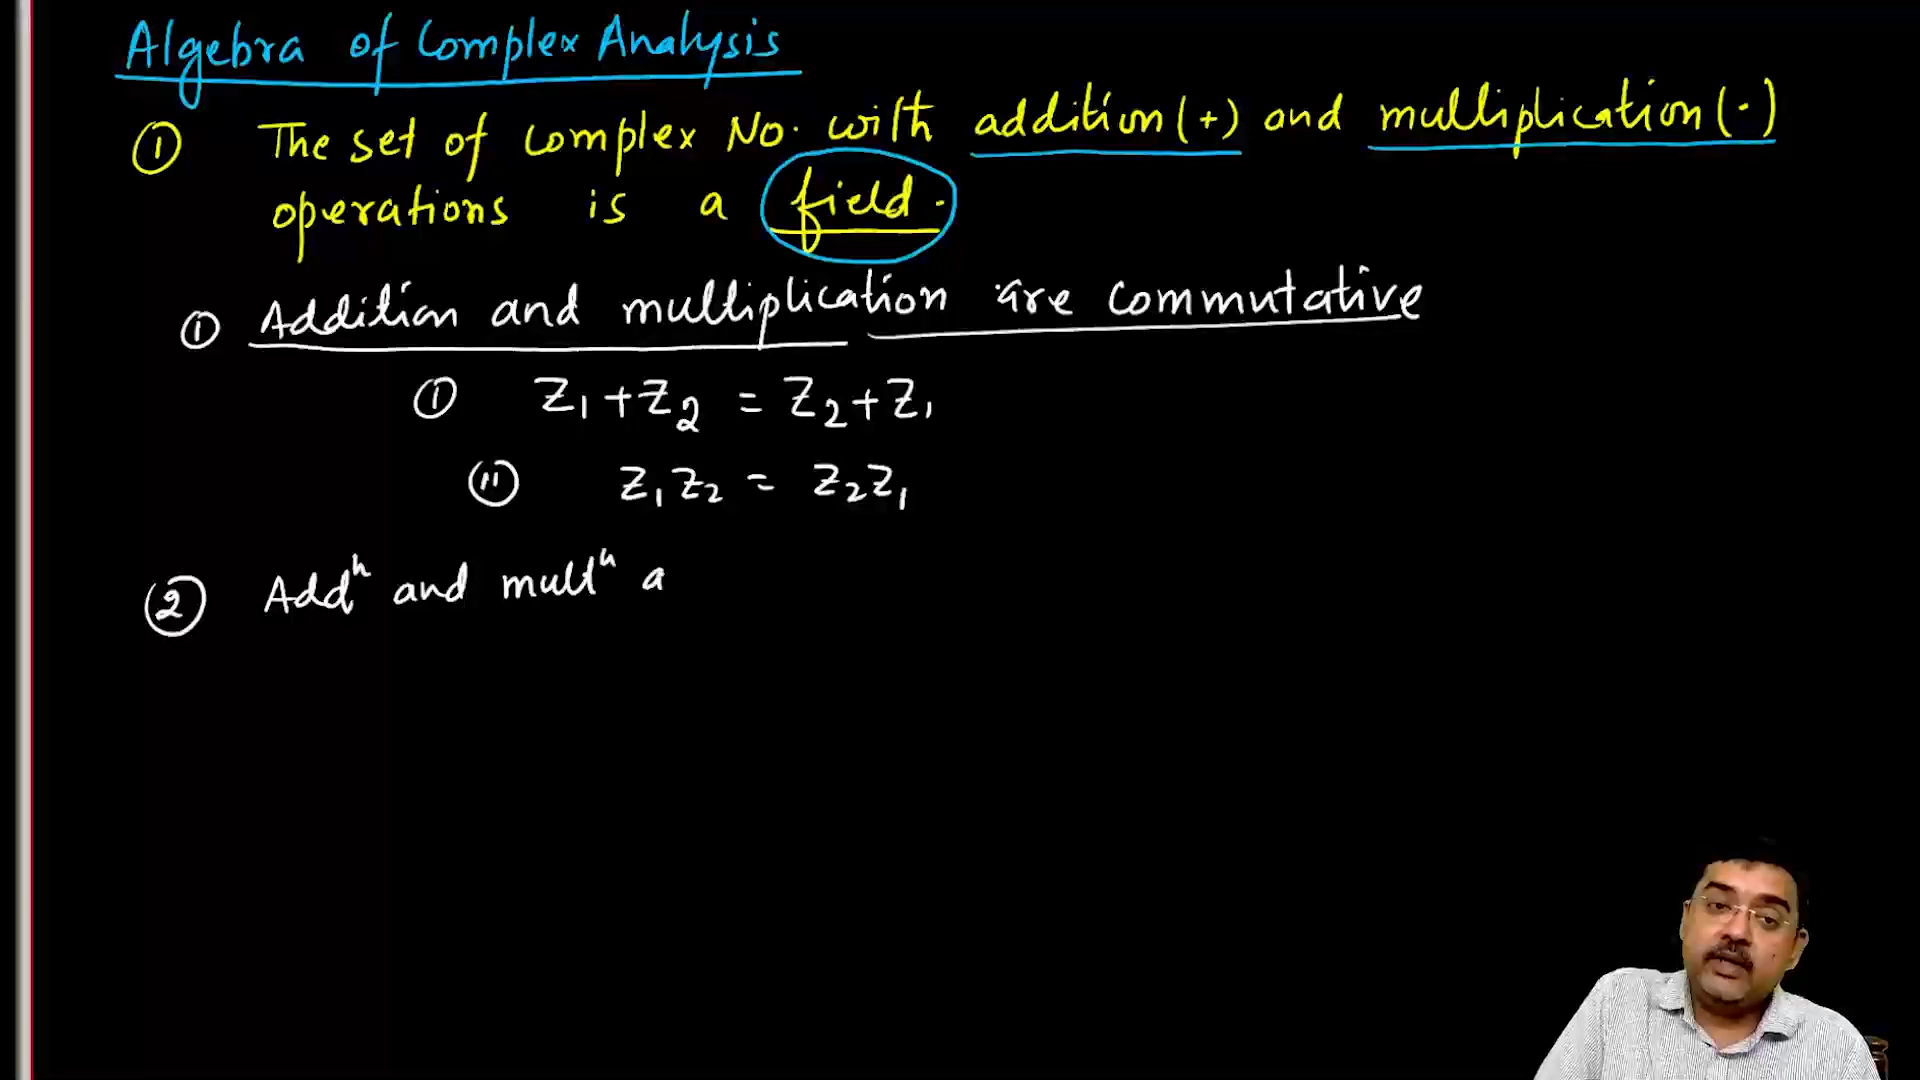 Algebra of Complex Analysis
① The set of complex No. with addition (+) and multiplication (·)
operations is a field.
① Addition and multiplication are commutative
① Z₁+Z₂ = Z₂+Z₁
(ii) Z₁Z₂ = Z₂Z₁
② Addⁿ and multⁿ a